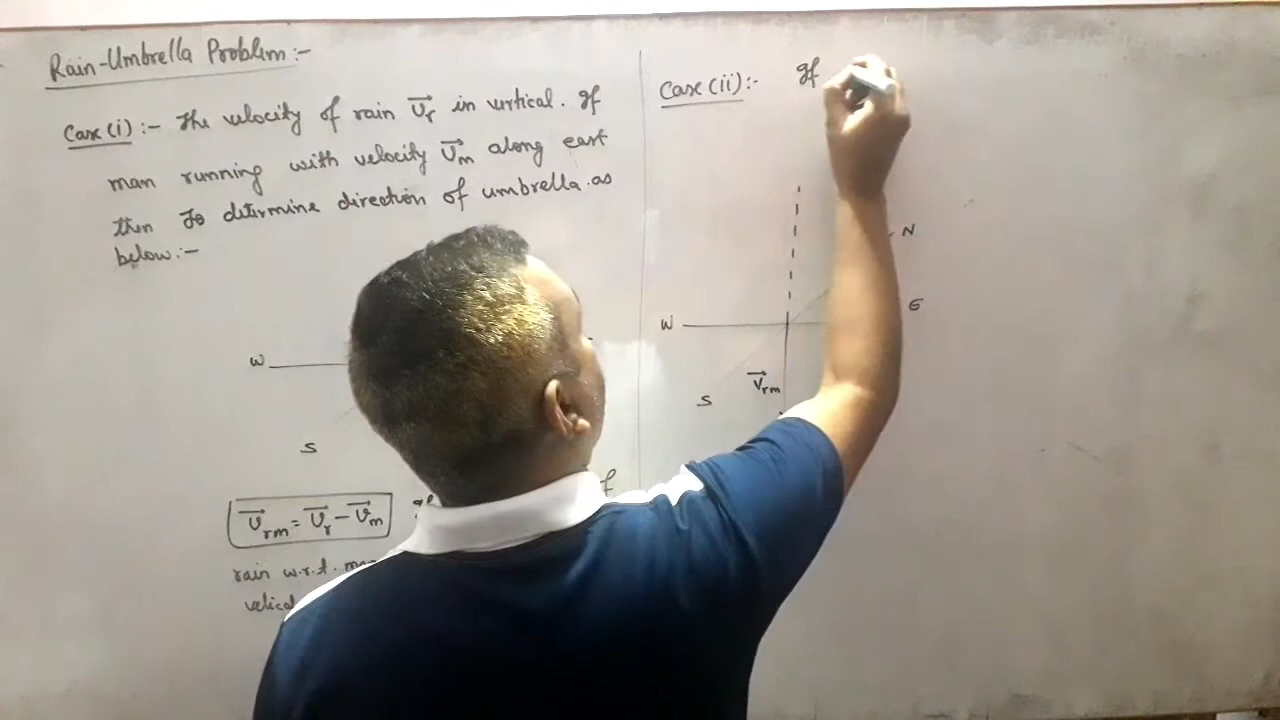 Rain-Umbrella Problem:-
Case (i) :- The velocity of rain v⃗r in vertical. If
man running with velocity v⃗m along east
then To determine direction of umbrella as
below:-
W
S
v⃗rm = v⃗r - v⃗m
rain w.r.t.
Case (ii) :- If
N
W E
v⃗rm
S